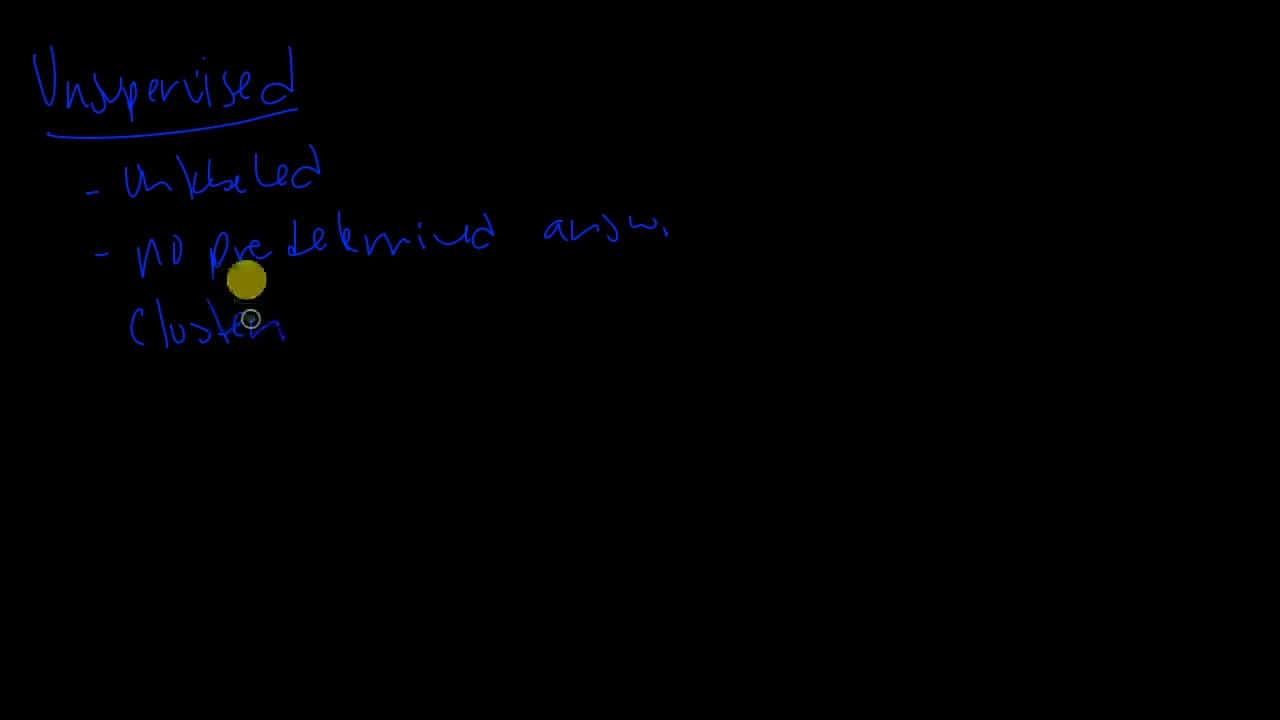 Unsupervised
- Unlabeled
- no predetermined answ.
Cluster